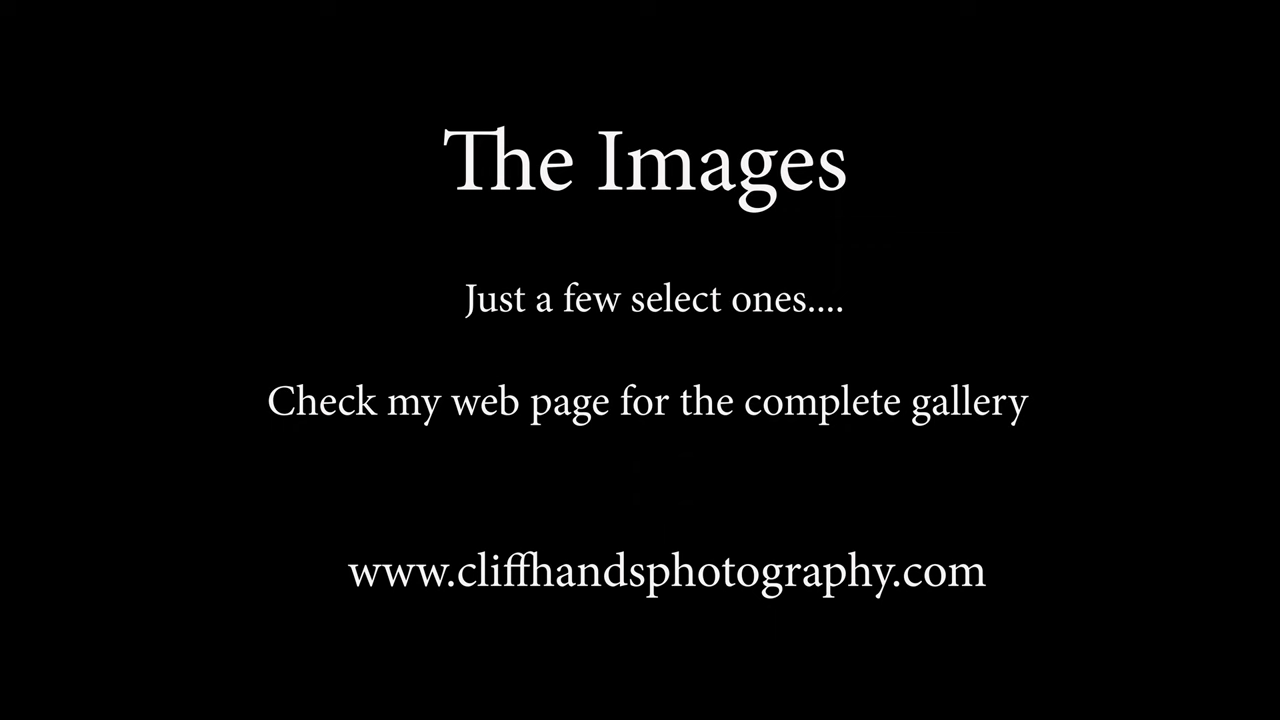 The Images
Just a few select ones....
Check my web page for the complete gallery
www.cliffhandsphotography.com